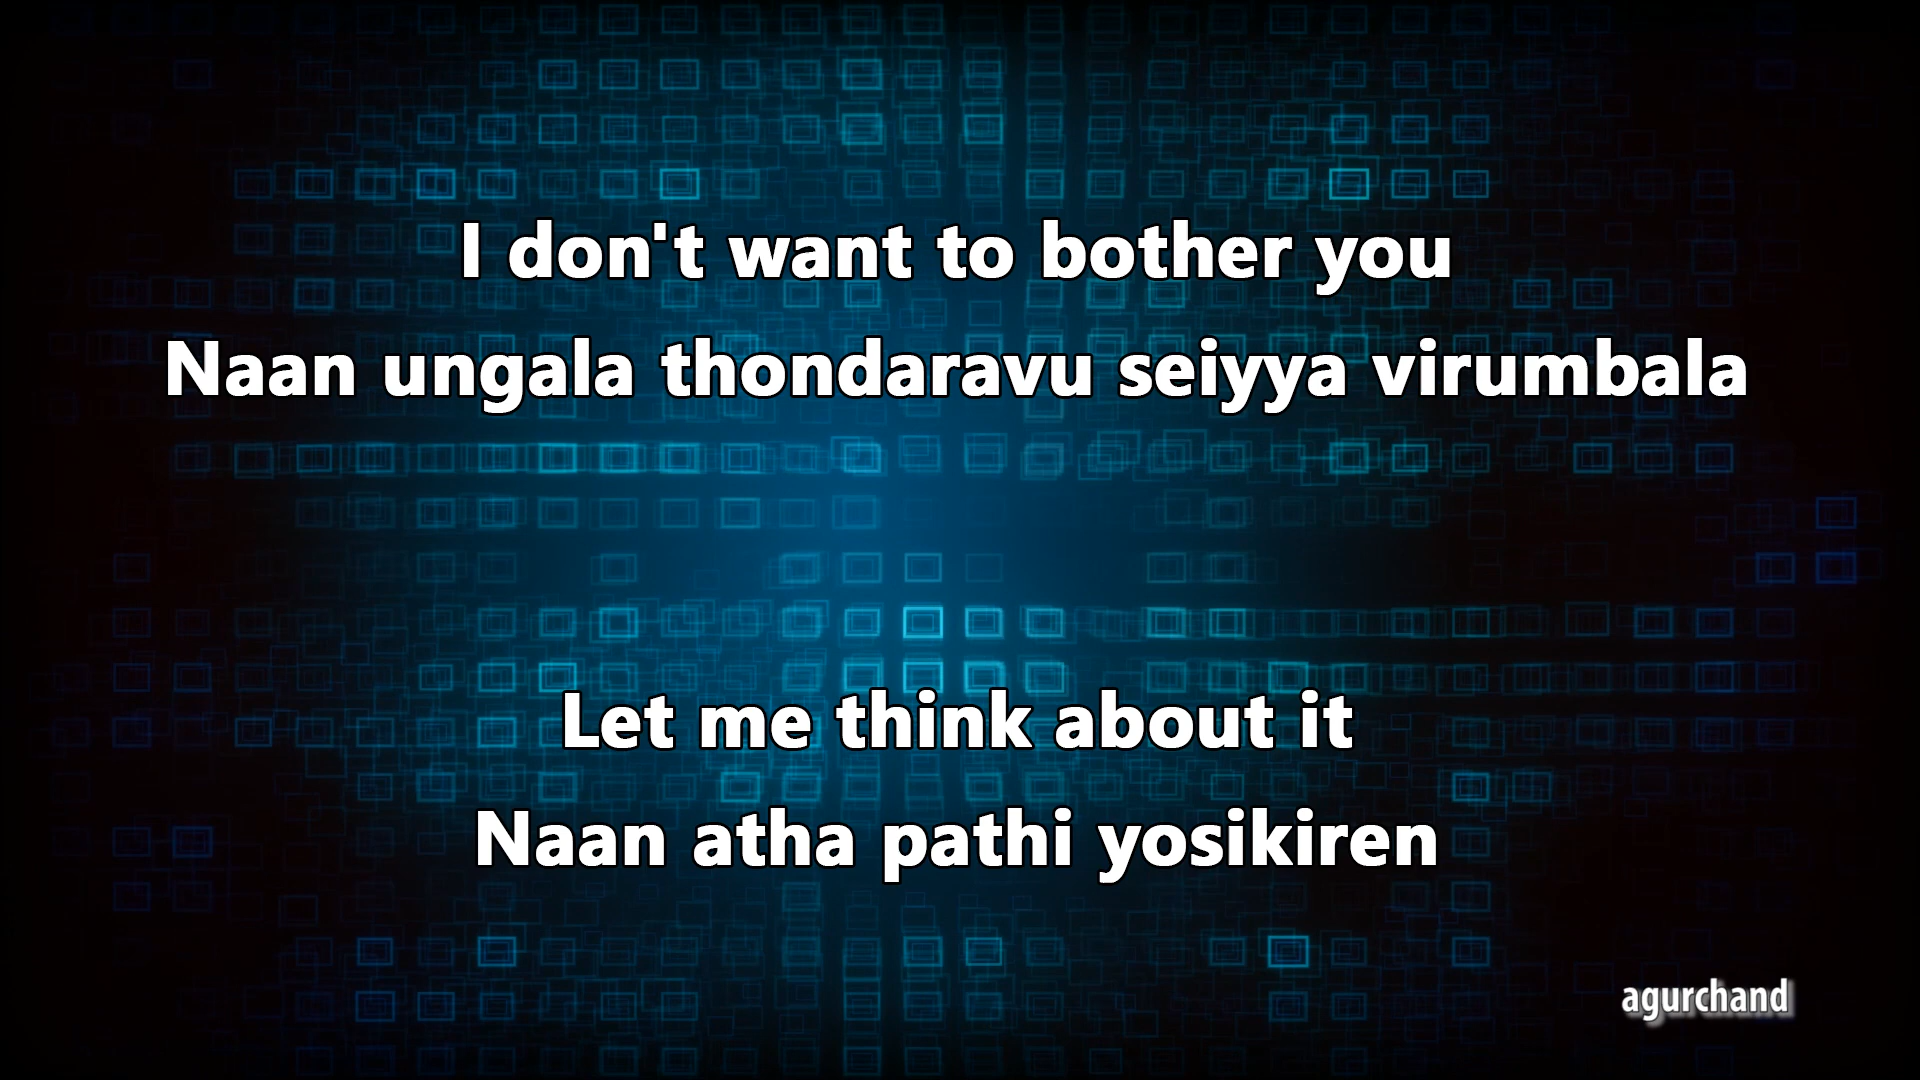 I don't want to bother you
Naan ungala thondaravu seiyya virumbala
Let me think about it
Naan atha pathi yosikiren
agurchand